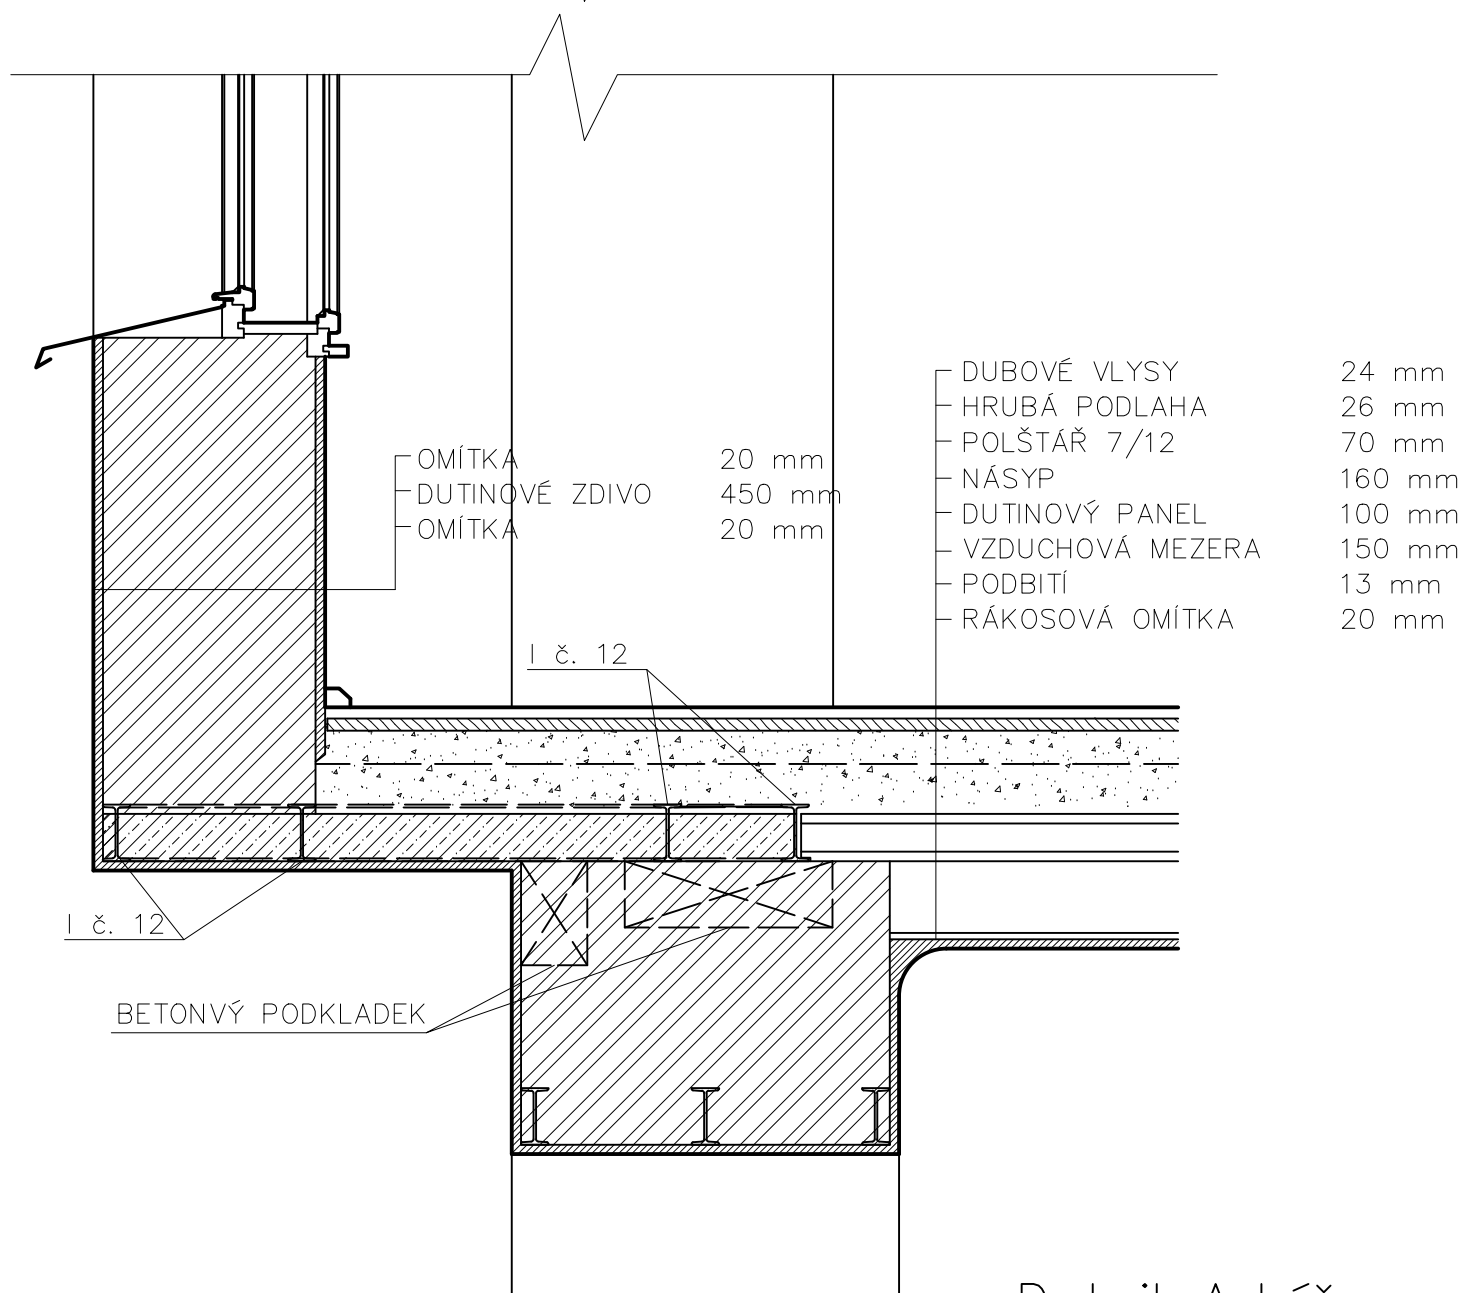 DUBOVÉ VLYSY 24 mm
HRUBÁ PODLAHA 26 mm
POLŠTÁŘ 7/12 70 mm
NÁSYP 160 mm
DUTINOVÝ PANEL 100 mm
VZDUCHOVÁ MEZERA 150 mm
PODBITÍ 13 mm
RÁKOSOVÁ OMÍTKA 20 mm
OMÍTKA 20 mm
DUTINOVÉ ZDIVO 450 mm
OMÍTKA 20 mm
I č. 12
I č. 12
BETONVÝ PODKLADEK